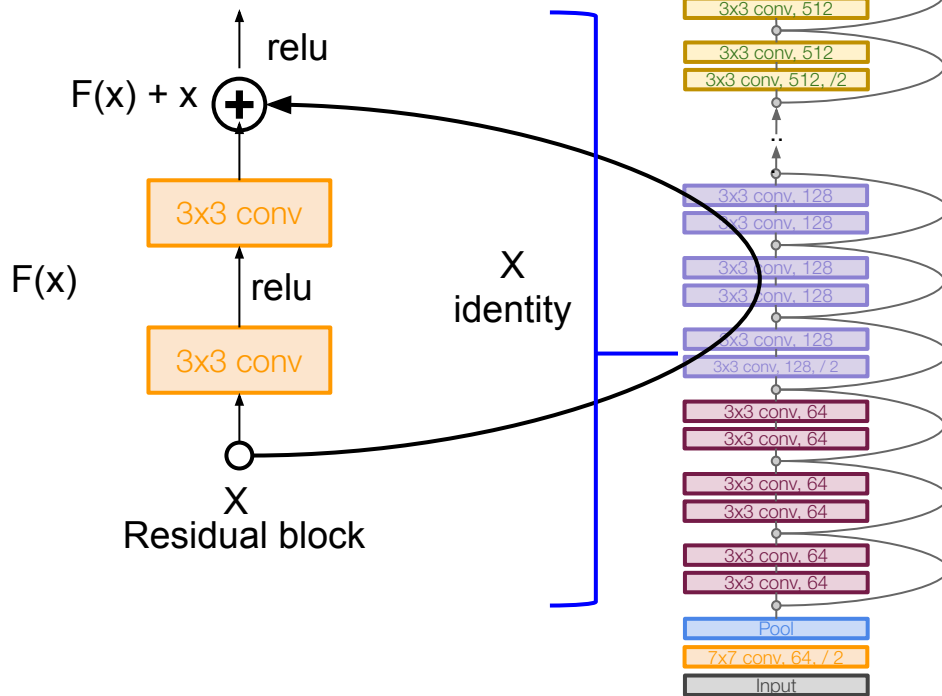 relu
F(x) + x
3x3 conv
F(x)
relu
3x3 conv
X
Residual block
X
identity
3x3 conv, 512
3x3 conv, 512
3x3 conv, 512, /2
..
3x3 conv, 128
3x3 conv, 128
3x3 conv, 128
3x3 conv, 128
3x3 conv, 128
3x3 conv, 128, / 2
3x3 conv, 64
3x3 conv, 64
3x3 conv, 64
3x3 conv, 64
3x3 conv, 64
3x3 conv, 64
Pool
7x7 conv, 64, / 2
Input